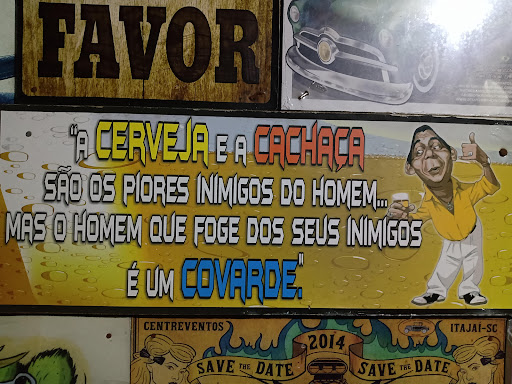 FAVOR
"A CERVEJA E A CACHAÇA
SÃO OS PIORES INIMIGOS DO HOMEM...
MAS O HOMEM QUE FOGE DOS SEUS INIMIGOS
É UM COVARDE."
CENTREVENTOS 2014 ITAJAI-SC
SAVE THE DATE SAVE THE DATE